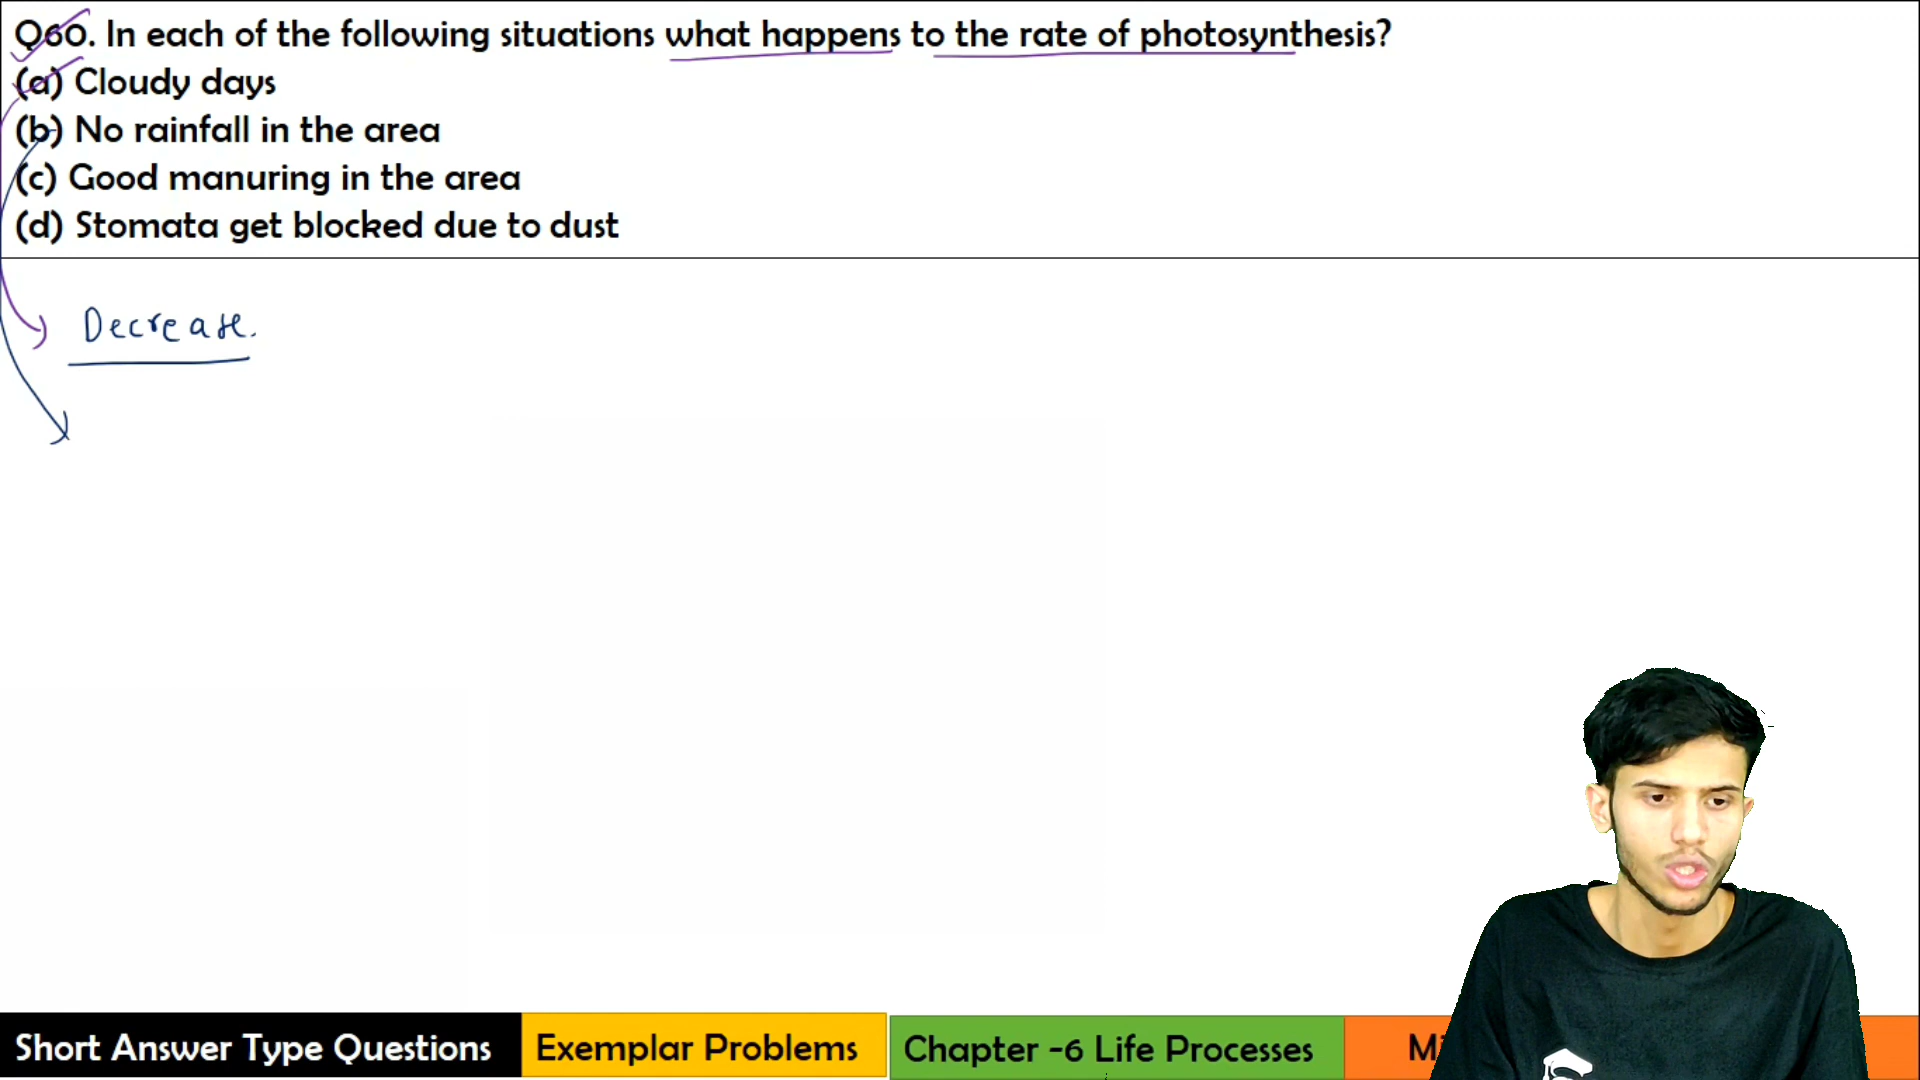 Q60. In each of the following situations what happens to the rate of photosynthesis?
(a) Cloudy days
(b) No rainfall in the area
(c) Good manuring in the area
(d) Stomata get blocked due to dust
Decrease.
Short Answer Type Questions
Exemplar Problems
Chapter -6 Life Processes